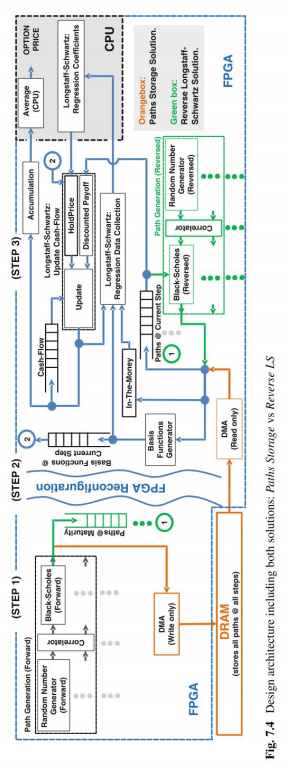 (STEP 1)
Path Generation (Forward)
Random Number
Generator
(Forward)
Correlator
Black-Scholes
(Forward)
Paths@ Maturity
1
DMA
(Write only)
FPGA
DRAM
(stores all paths @ all steps)
(STEP 2)
FPGA Reconfiguration
(STEP 3)
2
Basis Functions @
Current Step
Basis
Functions
Generator
DMA
(Read only)
Cash-Flow
Update
In-The-Money
Accumulation
Longstaff-Schwartz:
Update Cash-Flow
HoldPrice
Discounted Payoff
2
Longstaff-Schwartz:
Regression Data Collection
Paths @ Current Step
1
Path Generation (Reversed)
Black-Scholes
(Reversed)
Correlator
Random Number
Generator
(Reversed)
Average
(CPU)
OPTION
PRICE
Longstaff-Schwartz:
Regression Coefficients
CPU
Orangebox:
Paths Storage Solution.
Green box:
Reverse Longstaff-
Schwartz Solution.
FPGA
Fig. 7.4 Design architecture including both solutions: Paths Storage vs Reverse LS